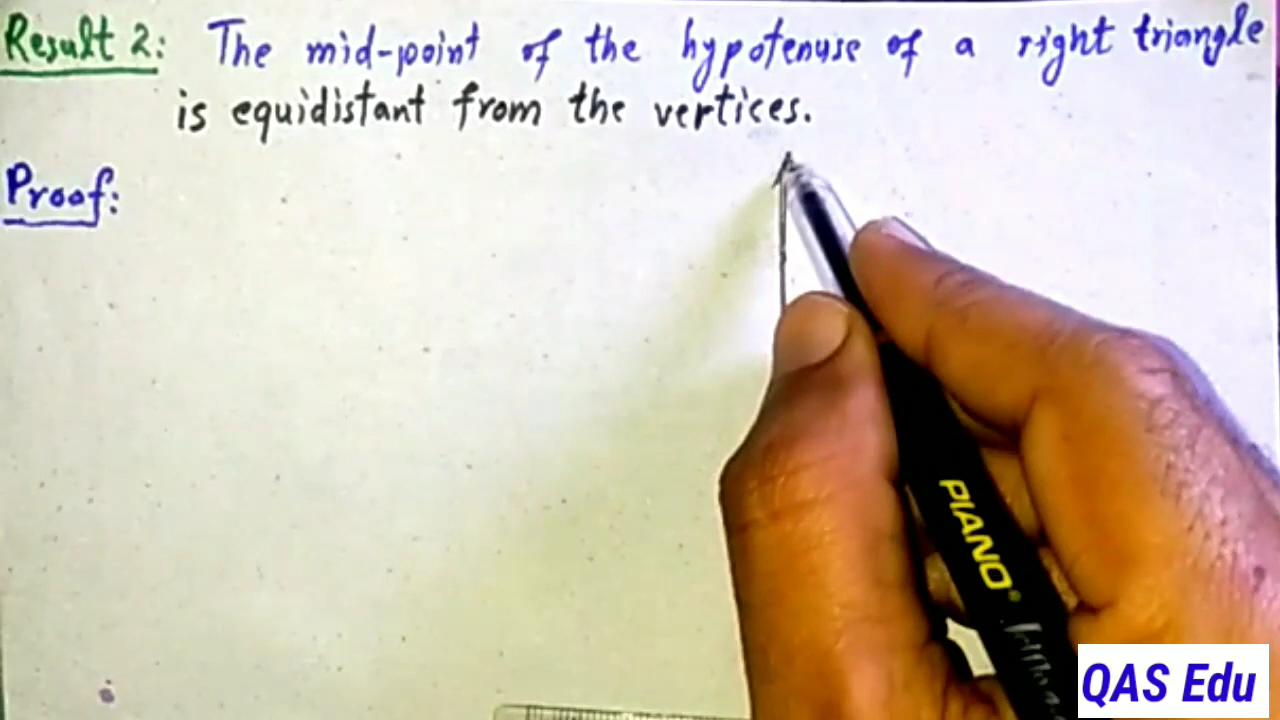 Result 2: The mid-point of the hypotenuse of a right triangle
is equidistant from the vertices.
Proof:
PIANO
QAS Edu